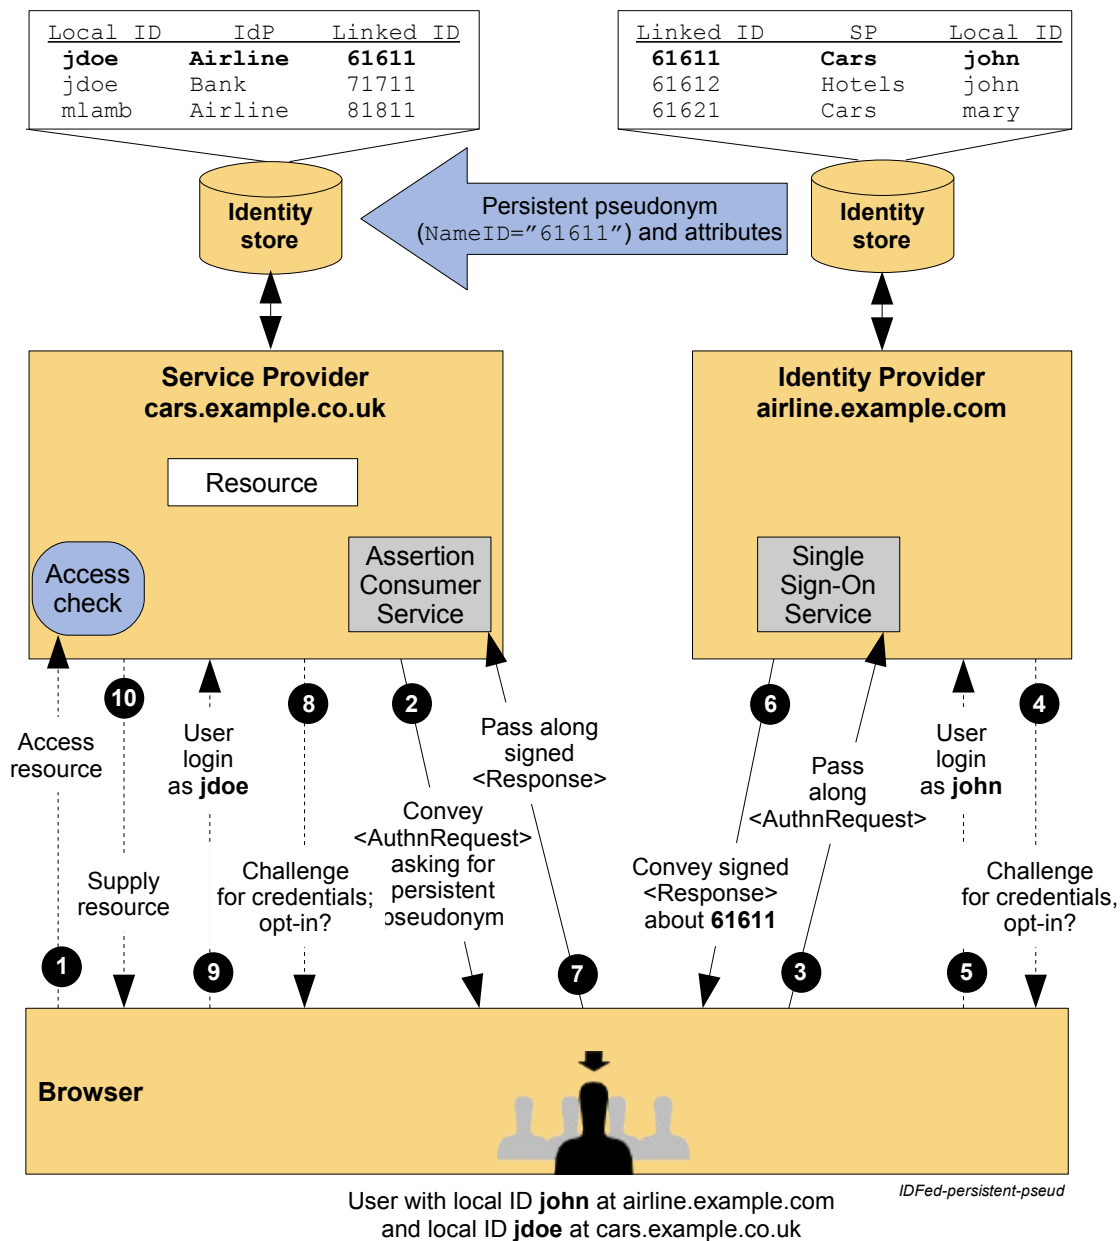 Local ID IdP Linked ID
jdoe Airline 61611
jdoe Bank 71711
mlamb Airline 81811
Linked ID SP Local ID
61611 Cars john
61612 Hotels john
61621 Cars mary
Identity
store
Persistent pseudonym
(NameID=”61611”) and attributes
Identity
store
Service Provider
cars.example.co.uk
Resource
Access
check
Assertion
Consumer
Service
Identity Provider
airline.example.com
Single
Sign-On
Service
10
8
2
6
4
Access
resource
User
login
as jdoe
Pass along
signed
<Response>
Pass
along
<AuthnRequest>
User
login
as john
Supply
resource
Challenge
for credentials;
opt-in?
Convey
<AuthnRequest>
asking for
persistent
pseudonym
Convey signed
<Response>
about 61611
Challenge
for credentials,
opt-in?
1
9
7
3
5
Browser
IDFed-persistent-pseud
User with local ID john at airline.example.com
and local ID jdoe at cars.example.co.uk